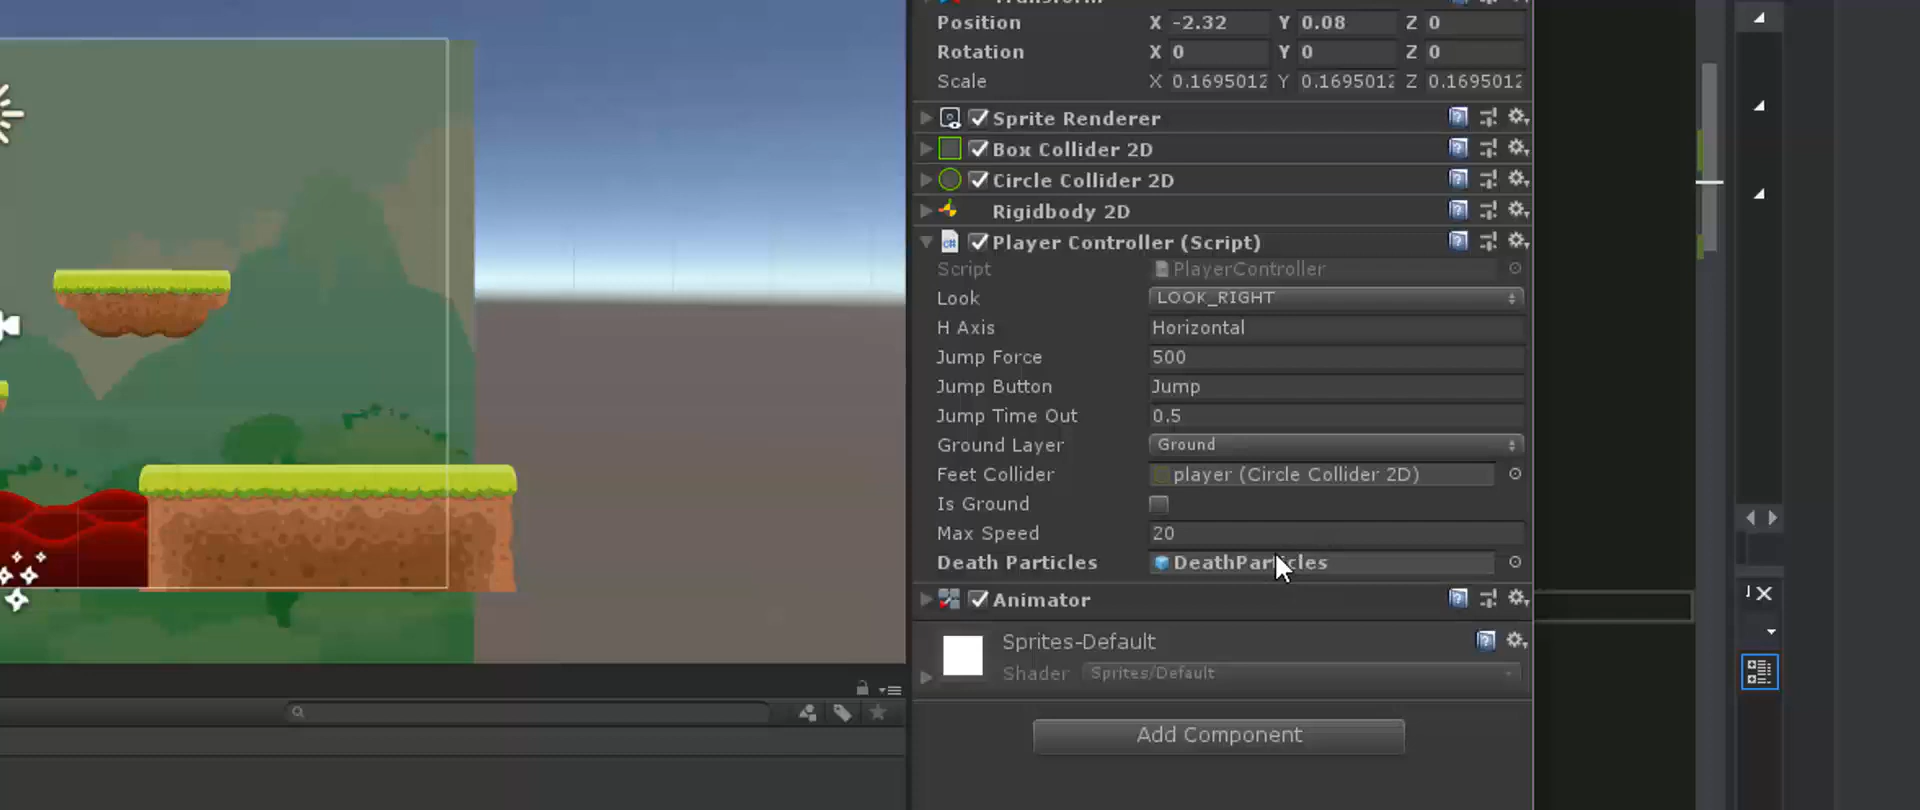 Transform
Position X -2.32 Y 0.08 Z 0
Rotation X 0 Y 0 Z 0
Scale X 0.1695012 Y 0.1695012 Z 0.1695012
Sprite Renderer
Box Collider 2D
Circle Collider 2D
Rigidbody 2D
Player Controller (Script)
Script PlayerController
Look LOOK_RIGHT
H Axis Horizontal
Jump Force 500
Jump Button Jump
Jump Time Out 0.5
Ground Layer Ground
Feet Collider player (Circle Collider 2D)
Is Ground
Max Speed 20
Death Particles DeathParticles
Animator
Sprites-Default
Shader Sprites/Default
Add Component